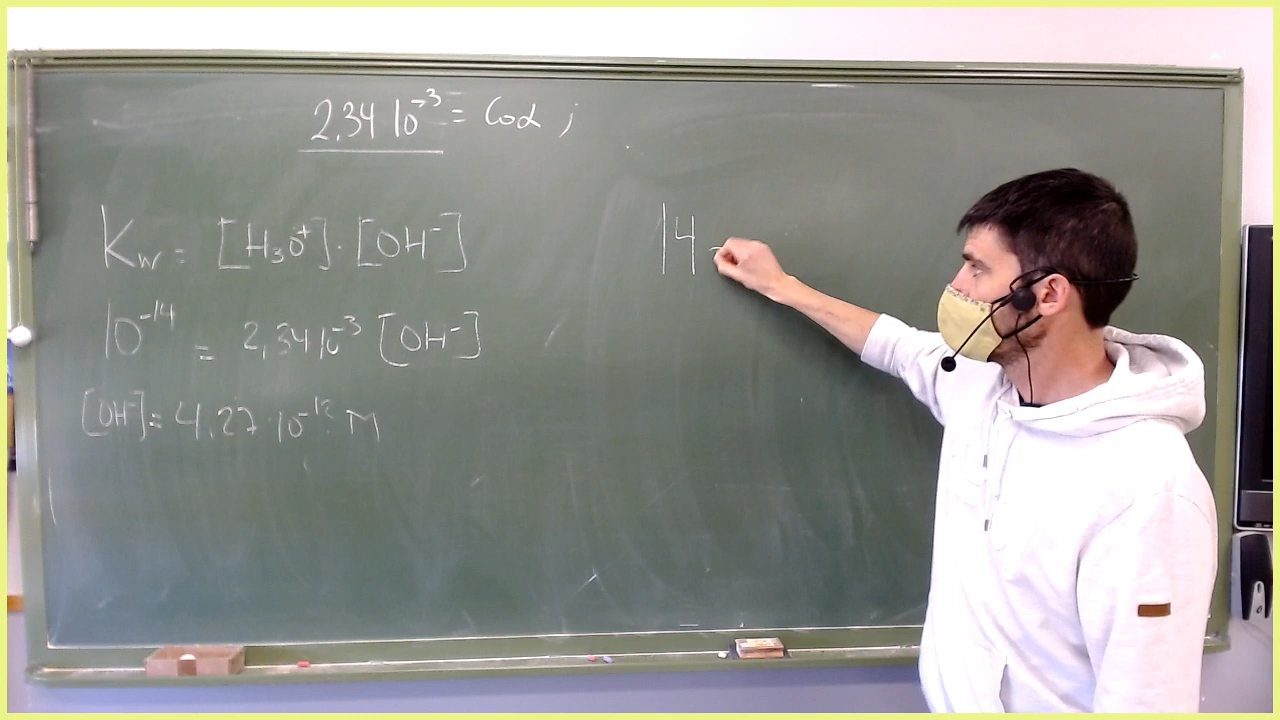 2,34 10⁻³ = Coα ;
Kw = [H₃O⁺]·[OH⁻]
10⁻¹⁴ = 2,34 10⁻³ [OH⁻]
[OH⁻] = 4,27·10⁻¹² M
14 -